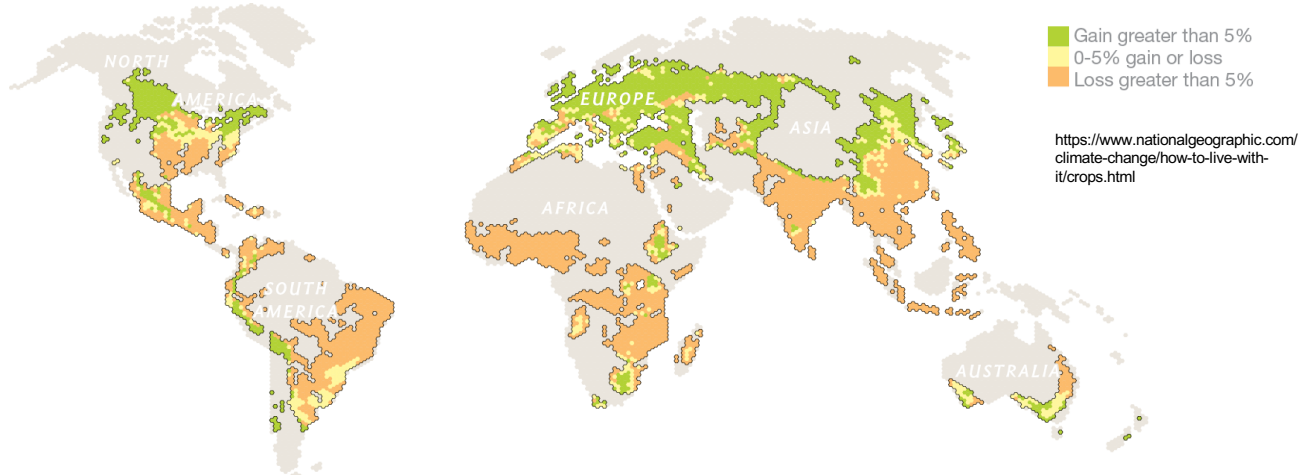 NORTH
AMERICA
EUROPE
ASIA
AFRICA
SOUTH
AMERICA
AUSTRALIA
Gain greater than 5%
0-5% gain or loss
Loss greater than 5%
https://www.nationalgeographic.com/
climate-change/how-to-live-with-
it/crops.html